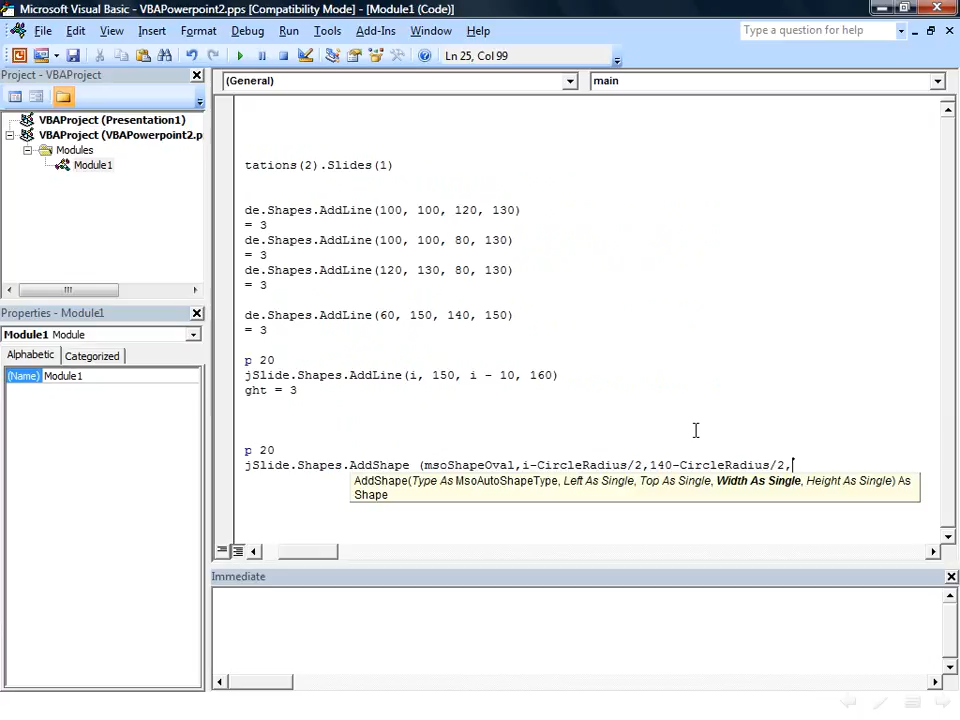 Microsoft Visual Basic - VBAPowerpoint2.pps [Compatibility Mode] - [Module1 (Code)]
File Edit View Insert Format Debug Run Tools Add-Ins Window Help
Type a question for help
Ln 25, Col 99
Project - VBAProject
(General)
main
VBAProject (Presentation1)
VBAProject (VBAPowerpoint2.p
Modules
Module1
tations(2).Slides(1)
de.Shapes.AddLine(100, 100, 120, 130)
= 3
de.Shapes.AddLine(100, 100, 80, 130)
= 3
de.Shapes.AddLine(120, 130, 80, 130)
= 3
de.Shapes.AddLine(60, 150, 140, 150)
= 3
p 20
jSlide.Shapes.AddLine(i, 150, i - 10, 160)
ght = 3
p 20
jSlide.Shapes.AddShape (msoShapeOval,i-CircleRadius/2,140-CircleRadius/2,
AddShape(Type As MsoAutoShapeType, Left As Single, Top As Single, Width As Single, Height As Single) As
Shape
Properties - Module1
Module1 Module
Alphabetic Categorized
(Name) Module1
Immediate